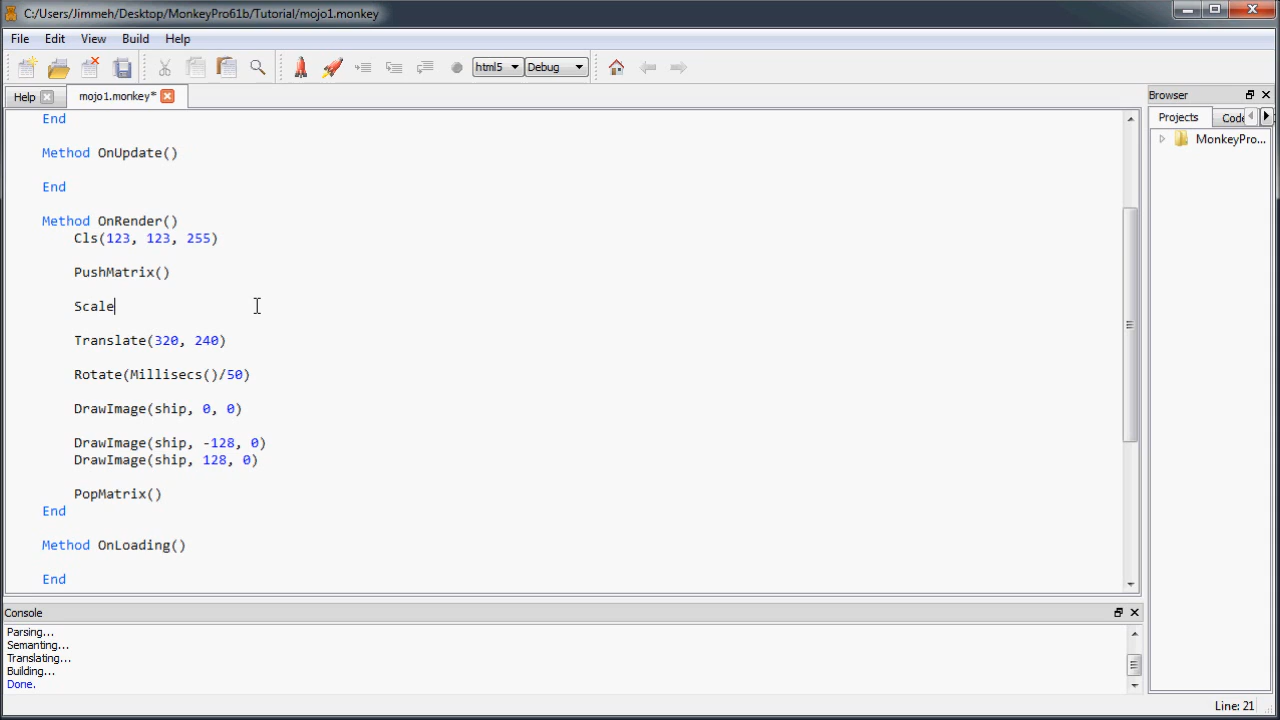 C:/Users/Jimmeh/Desktop/MonkeyPro61b/Tutorial/mojo1.monkey
File Edit View Build Help
html5 Debug
Help mojo1.monkey*
End
Method OnUpdate()
End
Method OnRender()
Cls(123, 123, 255)
PushMatrix()
Scale
Translate(320, 240)
Rotate(Millisecs()/50)
DrawImage(ship, 0, 0)
DrawImage(ship, -128, 0)
DrawImage(ship, 128, 0)
PopMatrix()
End
Method OnLoading()
End
Browser
Projects Code
MonkeyPro...
Console
Parsing...
Semanting...
Translating...
Building...
Done.
Line: 21